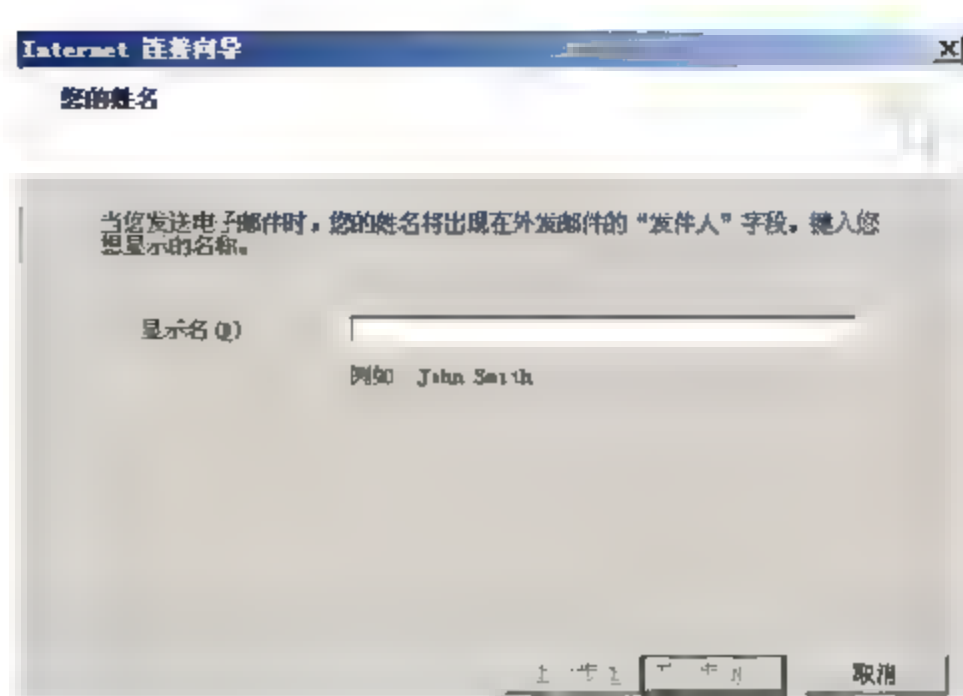 Internet 连接向导
您的姓名
当您发送电子邮件时，您的姓名将出现在外发邮件的“发件人”字段。键入您
想显示的名称。
显示名(D)
例如 John Smith
取消